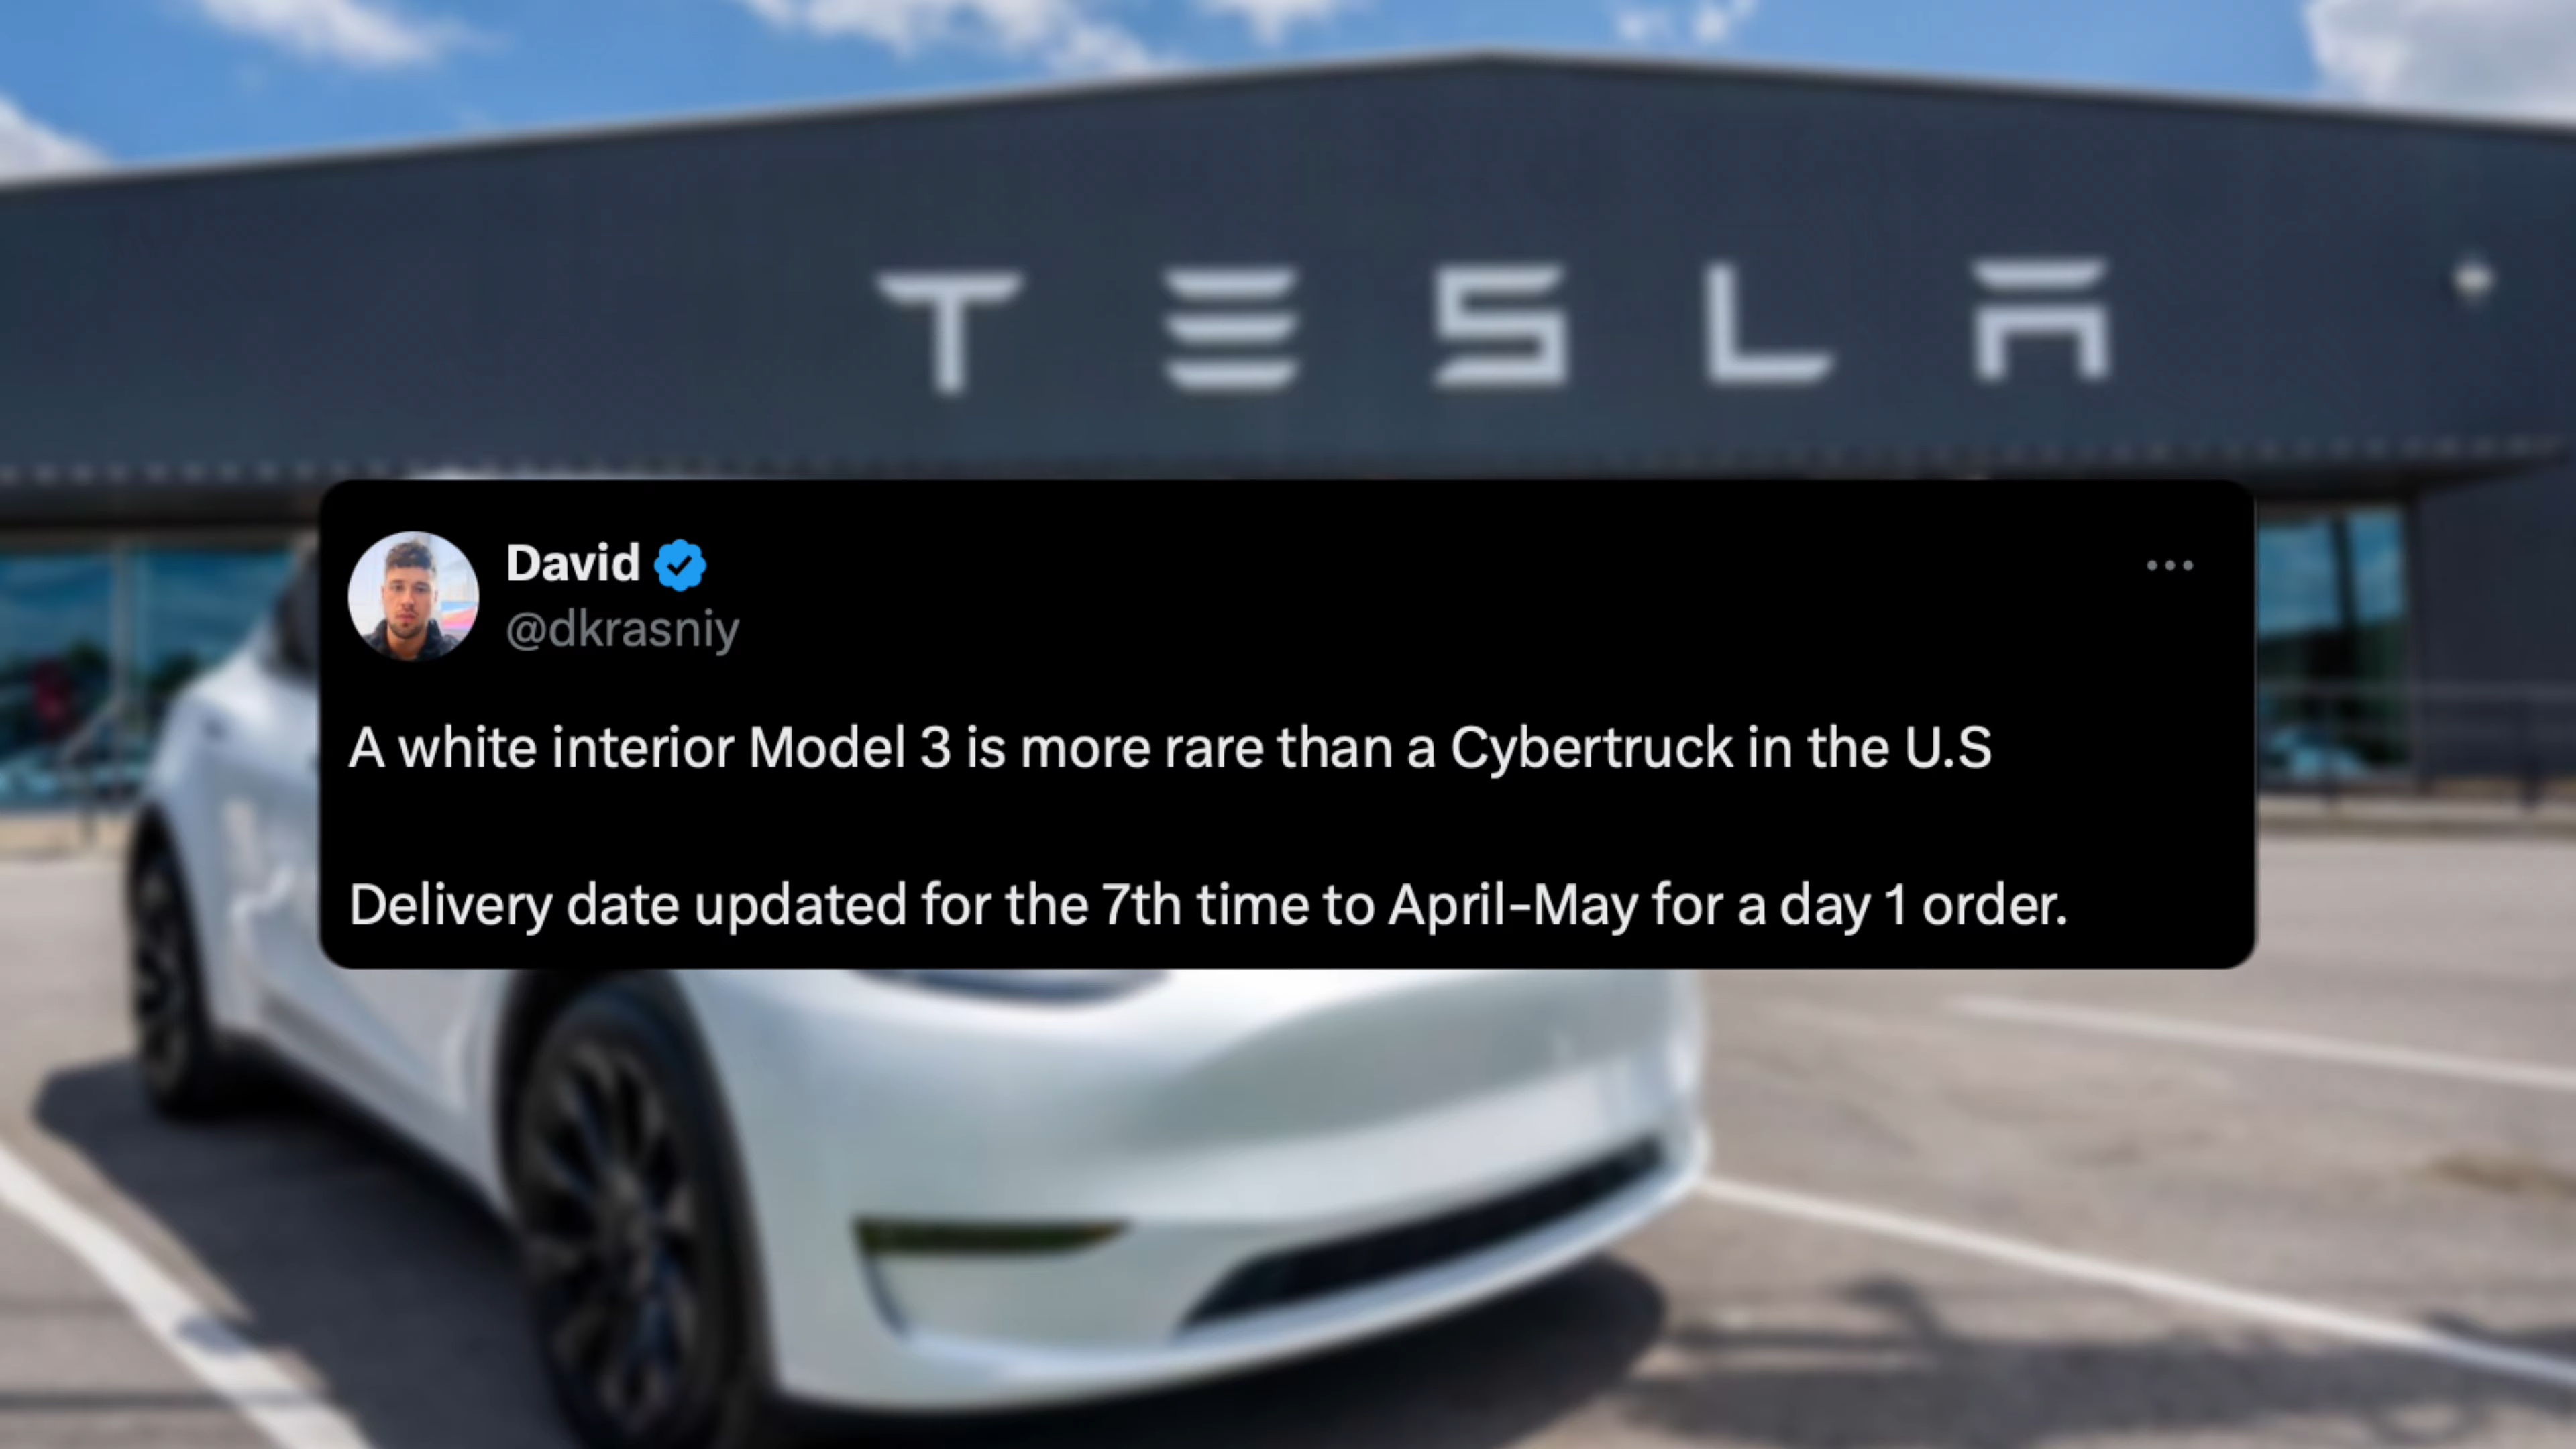 TESLA
David
@dkrasniy
A white interior Model 3 is more rare than a Cybertruck in the U.S
Delivery date updated for the 7th time to April-May for a day 1 order.